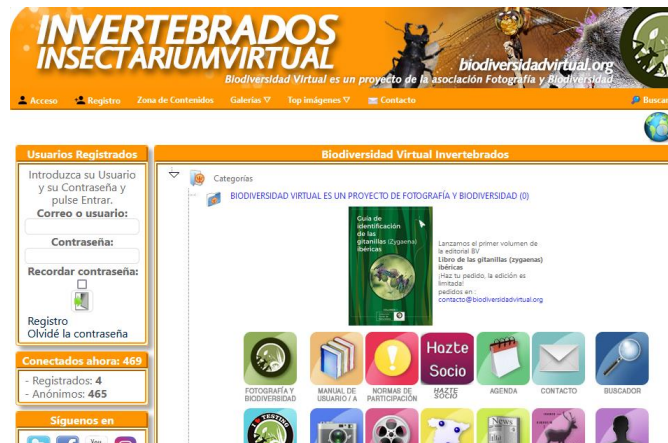 INVERTEBRADOS
INSECTARIUMVIRTUAL
biodiversidadvirtual.org
Biodiversidad Virtual es un proyecto de la asociación Fotografía y Biodiversidad
Acceso Registro Zona de Contenidos Galerías Top imágenes Contacto Buscar
Usuarios Registrados
Introduzca su Usuario
y su Contraseña y
pulse Entrar.
Correo o usuario:
Contraseña:
Recordar contraseña:
Registro
Olvidé la contraseña
Conectados ahora: 469
- Registrados: 4
- Anónimos: 465
Síguenos en
You
Biodiversidad Virtual Invertebrados
Categorías
BIODIVERSIDAD VIRTUAL ES UN PROYECTO DE FOTOGRAFÍA Y BIODIVERSIDAD (0)
Guía de
identificación
de las
gitanillas (Zygaena)
ibéricas
Lanzamos el primer volumen de
la editorial BV
Libro de las gitanillas (zygaenas)
ibéricas
¡Haz tu pedido, la edición es
limitada!
pedidos en :
contacto@biodiversidadvirtual.org
Hazte
Socio
FOTOGRAFÍA Y
BIODIVERSIDAD
MANUAL DE
USUARIO / A
NORMAS DE
PARTICIPACIÓN
HAZTE
SOCIO
AGENDA
CONTACTO
BUSCADOR
TESTING
News